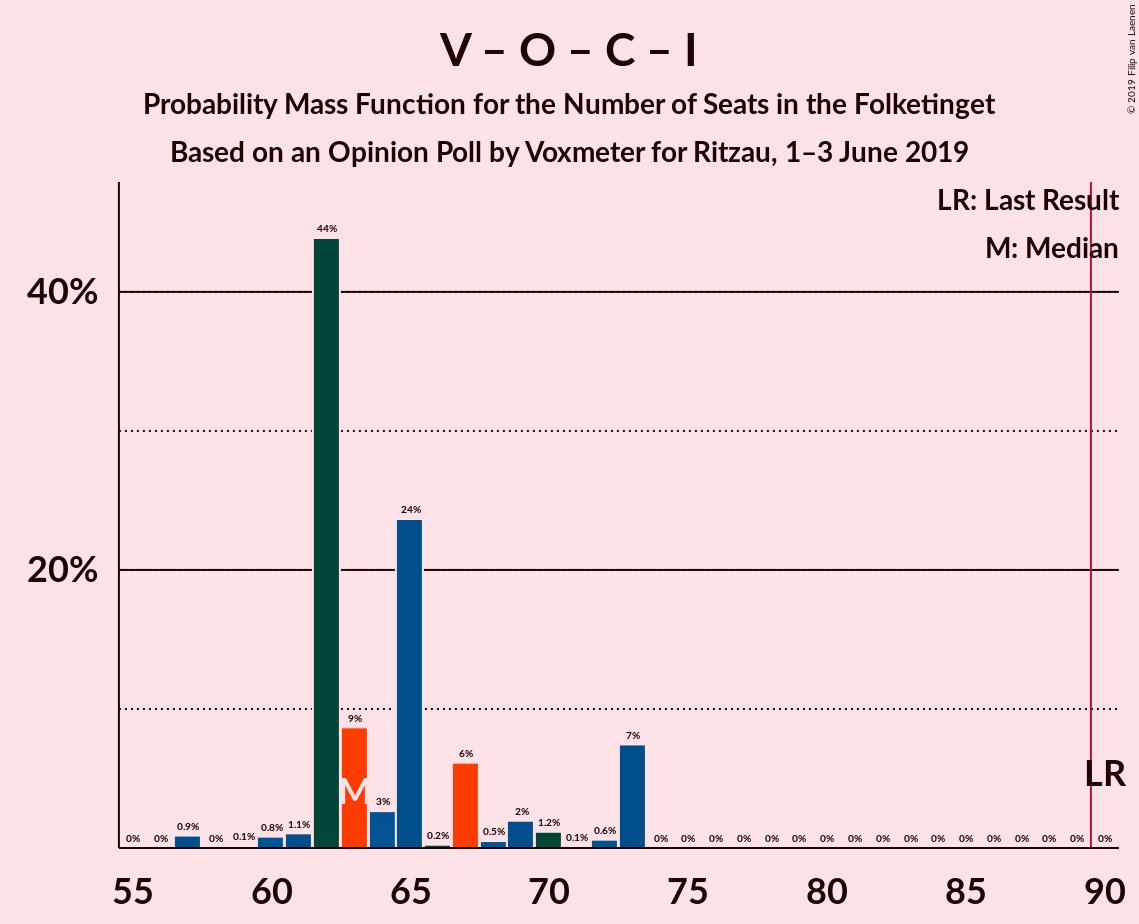 V – O – C – I
Probability Mass Function for the Number of Seats in the Folketinget
Based on an Opinion Poll by Voxmeter for Ritzau, 1–3 June 2019
© 2019 Filip van Laenen
LR: Last Result
M: Median
40%
20%
0% 0% 0.9% 0% 0.1% 0.8% 1.1% 44% 9% 3% 24% 0.2% 6% 0.5% 2% 1.2% 0.1% 0.6% 7% 0% 0% 0% 0% 0% 0% 0% 0% 0% 0% 0% 0% 0% 0% 0% 0% 0%
M
LR
55 60 65 70 75 80 85 90